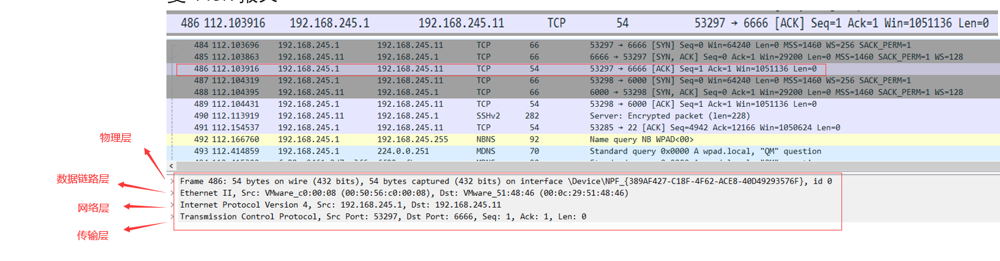 486 112.103916 192.168.245.1 192.168.245.11 TCP 54 53297 → 6666 [ACK] Seq=1 Ack=1 Win=1051136 Len=0
484 112.103696 192.168.245.1 192.168.245.11 TCP 66 53297 → 6666 [SYN] Seq=0 Win=64240 Len=0 MSS=1460 WS=256 SACK_PERM=1
485 112.103863 192.168.245.11 192.168.245.1 TCP 66 6666 → 53297 [SYN, ACK] Seq=0 Ack=1 Win=29200 Len=0 MSS=1460 SACK_PERM=1 WS=128
486 112.103916 192.168.245.1 192.168.245.11 TCP 54 53297 → 6666 [ACK] Seq=1 Ack=1 Win=1051136 Len=0
487 112.104319 192.168.245.1 192.168.245.11 TCP 66 53298 → 6000 [SYN] Seq=0 Win=64240 Len=0 MSS=1460 WS=256 SACK_PERM=1
488 112.104395 192.168.245.11 192.168.245.1 TCP 66 6000 → 53298 [SYN, ACK] Seq=0 Ack=1 Win=29200 Len=0 MSS=1460 SACK_PERM=1 WS=128
489 112.104431 192.168.245.1 192.168.245.11 TCP 54 53298 → 6000 [ACK] Seq=1 Ack=1 Win=1051136 Len=0
490 112.113919 192.168.245.11 192.168.245.1 SSHv2 282 Server: Encrypted packet (len=228)
491 112.154537 192.168.245.1 192.168.245.11 TCP 54 53285 → 22 [ACK] Seq=4942 Ack=12166 Win=1050624 Len=0
492 112.166760 192.168.245.1 192.168.245.255 NBNS 92 Name query NB WPAD<00>
493 112.414859 192.168.245.1 224.0.0.251 MDNS 70 Standard query 0x0000 A wpad.local, "QM" question
物理层
Frame 486: 54 bytes on wire (432 bits), 54 bytes captured (432 bits) on interface \Device\NPF_{389AF427-C18F-4F62-ACE8-40D49293576F}, id 0
数据链路层
Ethernet II, Src: VMware_c0:00:08 (00:50:56:c0:00:08), Dst: VMware_51:48:46 (00:0c:29:51:48:46)
网络层
Internet Protocol Version 4, Src: 192.168.245.1, Dst: 192.168.245.11
传输层
Transmission Control Protocol, Src Port: 53297, Dst Port: 6666, Seq: 1, Ack: 1, Len: 0